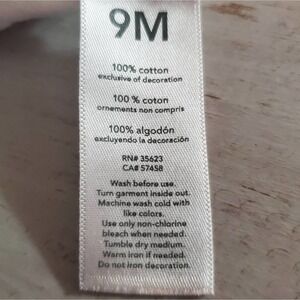 9M
100% cotton
exclusive of decoration
100% coton
ornements non compris
100% algodón
excluyendo la decoración
RN# 35623
CA# 57458
Wash before use.
Turn garment inside out.
Machine wash cold with
like colors.
Use only non-chlorine
bleach when needed.
Tumble dry medium.
Warm iron if needed.
Do not iron decoration.